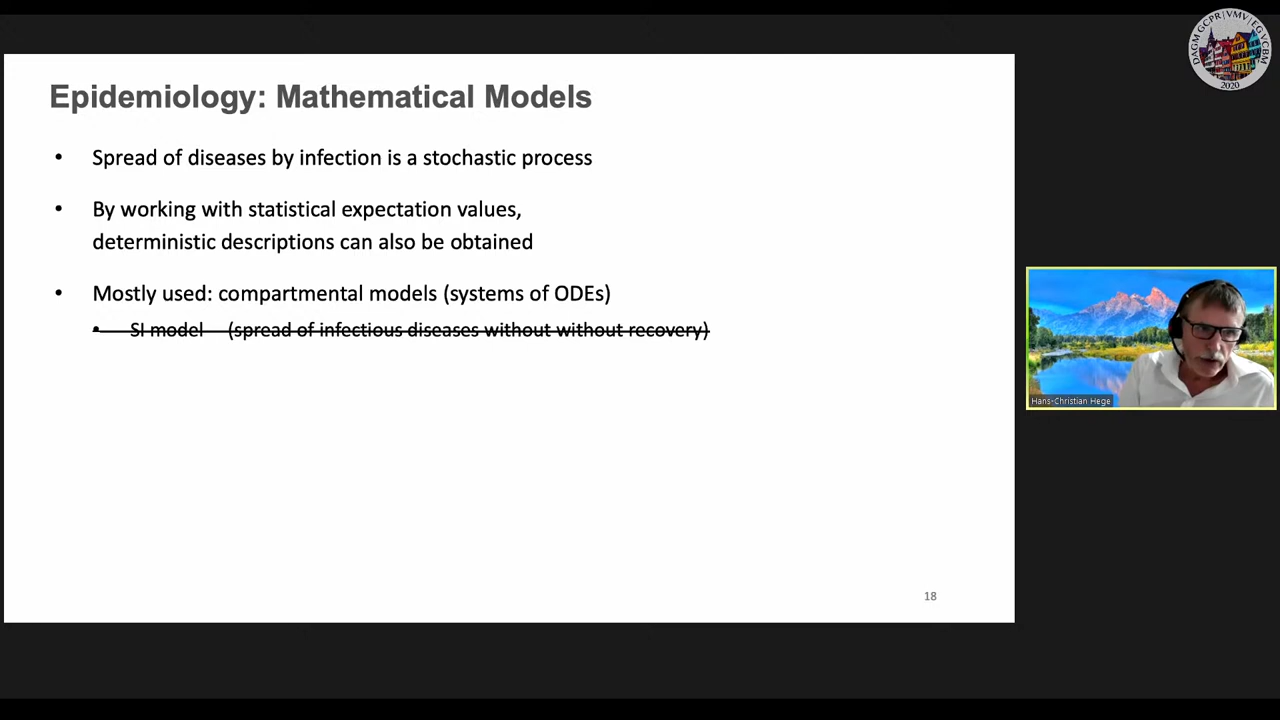 Epidemiology: Mathematical Models
• Spread of diseases by infection is a stochastic process
• By working with statistical expectation values,
deterministic descriptions can also be obtained
• Mostly used: compartmental models (systems of ODEs)
• SI model (spread of infectious diseases without without recovery)
18
Hans-Christian Hege
DAGM GCPR | VMV | EG VCBM
2020